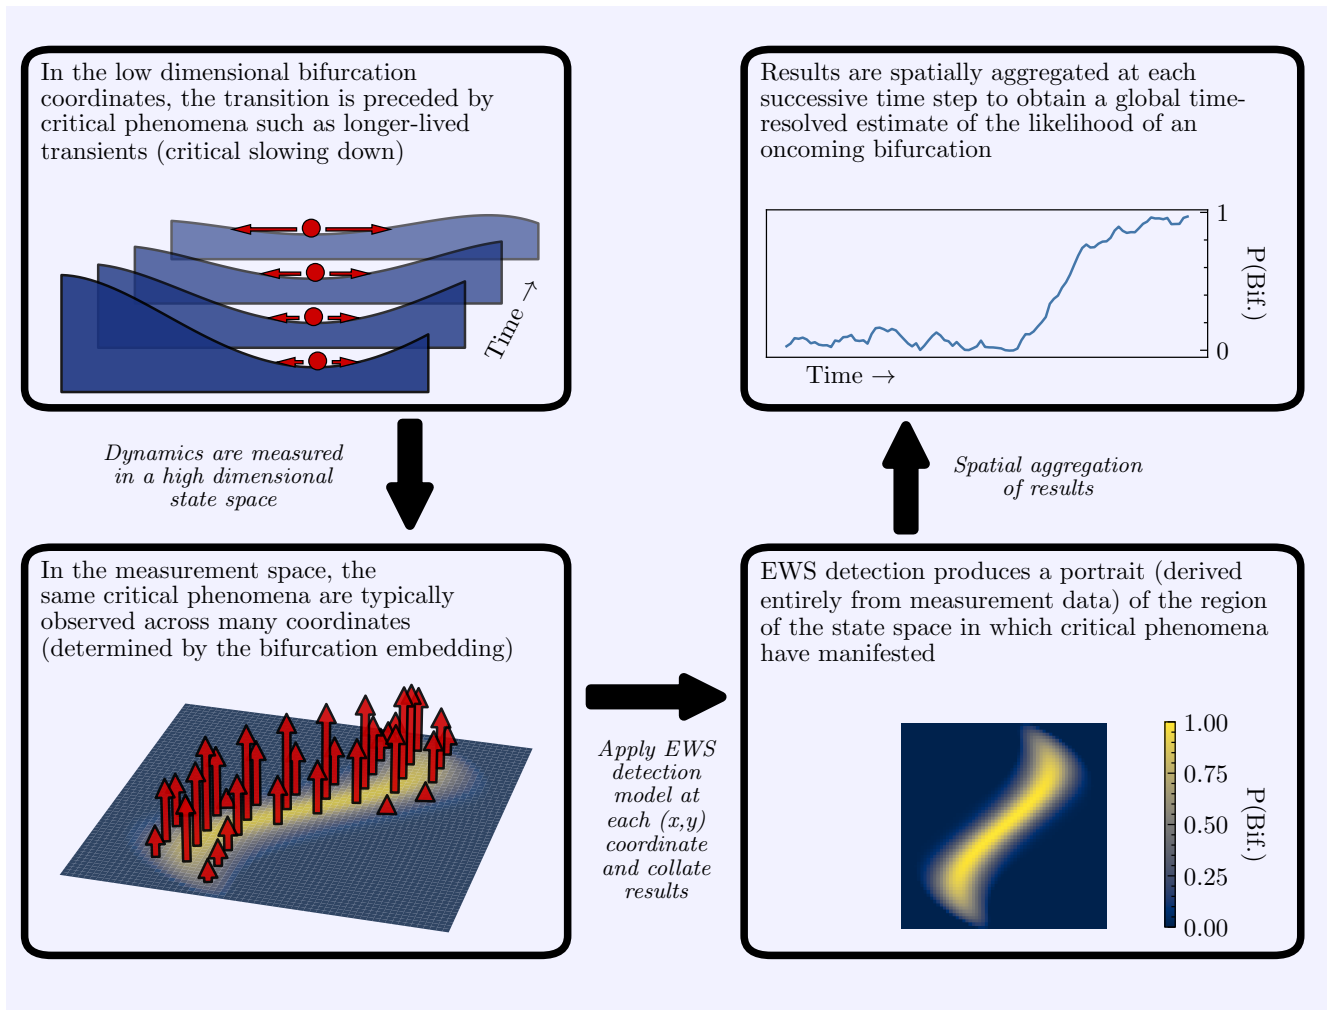 In the low dimensional bifurcation
coordinates, the transition is preceded by
critical phenomena such as longer-lived
transients (critical slowing down)
Time →
Dynamics are measured
in a high dimensional
state space
In the measurement space, the
same critical phenomena are typically
observed across many coordinates
(determined by the bifurcation embedding)
Apply EWS
detection
model at
each (x,y)
coordinate
and collate
results
EWS detection produces a portrait (derived
entirely from measurement data) of the region
of the state space in which critical phenomena
have manifested
1.00
0.75
0.50
0.25
0.00
P(Bif.)
Spatial aggregation
of results
Results are spatially aggregated at each
successive time step to obtain a global time-
resolved estimate of the likelihood of an
oncoming bifurcation
1
0
P(Bif.)
Time →